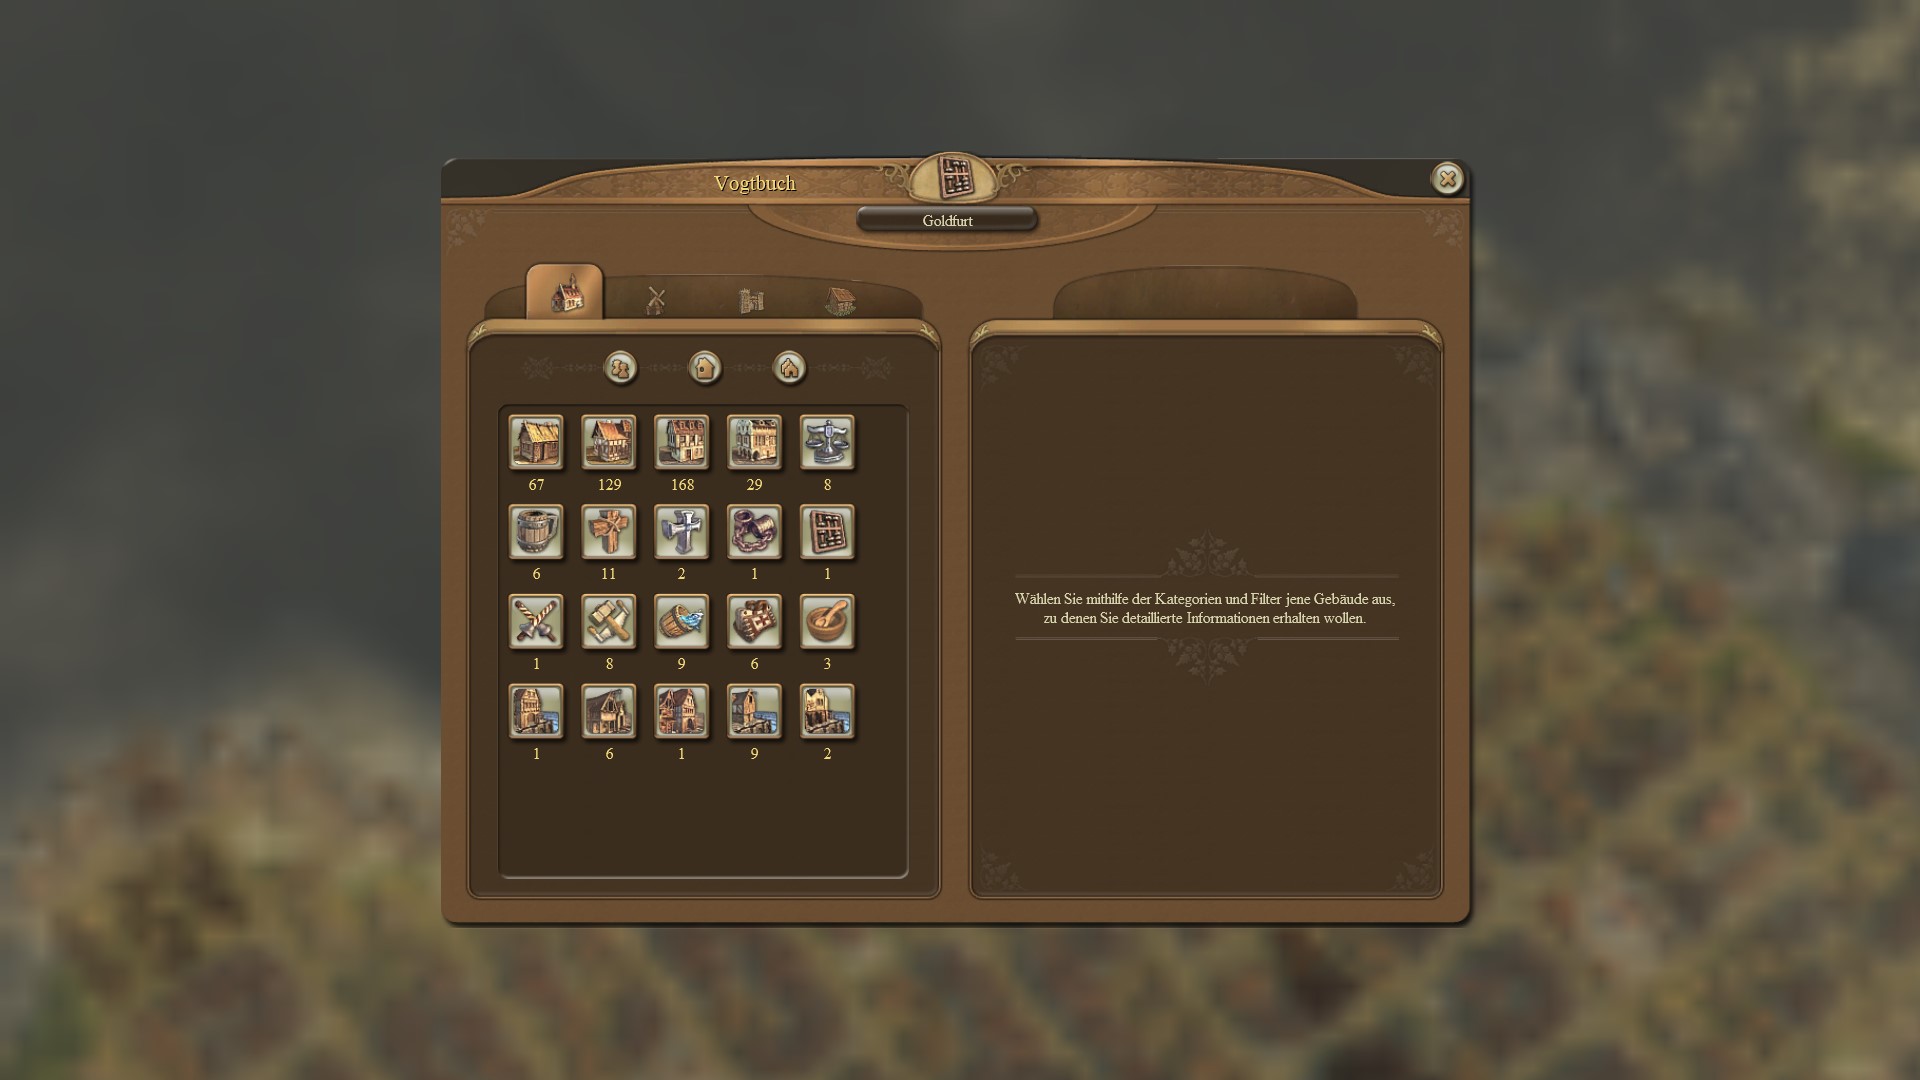 Vogtbuch
Goldfurt
67 129 168 29 8
6 11 2 1 1
1 8 9 6 3
1 6 1 9 2
Wählen Sie mithilfe der Kategorien und Filter jene Gebäude aus,
zu denen Sie detaillierte Informationen erhalten wollen.